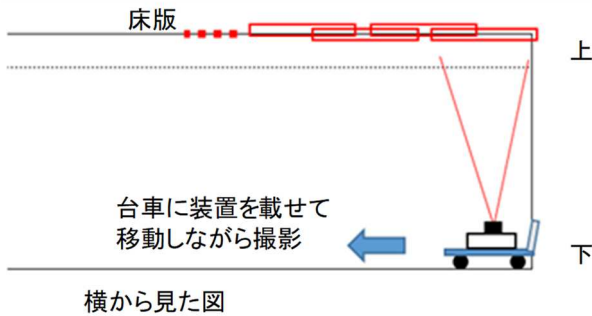 床版
上
台車に装置を載せて
移動しながら撮影
下
横から見た図